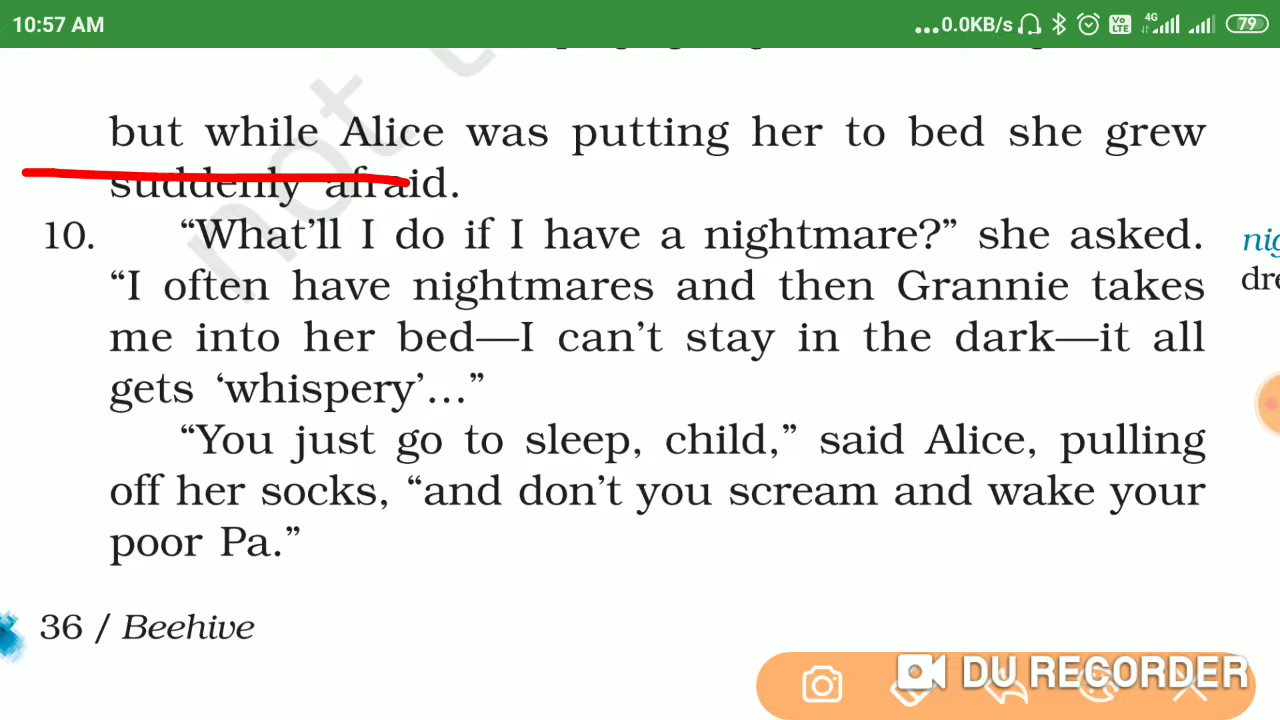 10:57 AM
...0.0KB/s Vo LTE 4G 79
but while Alice was putting her to bed she grew
suddenly afraid.
10. “What’ll I do if I have a nightmare?” she asked.
“I often have nightmares and then Grannie takes
me into her bed—I can’t stay in the dark—it all
gets ‘whispery’...”
“You just go to sleep, child,” said Alice, pulling
off her socks, “and don’t you scream and wake your
poor Pa.”
36 / Beehive
not
DU RECORDER